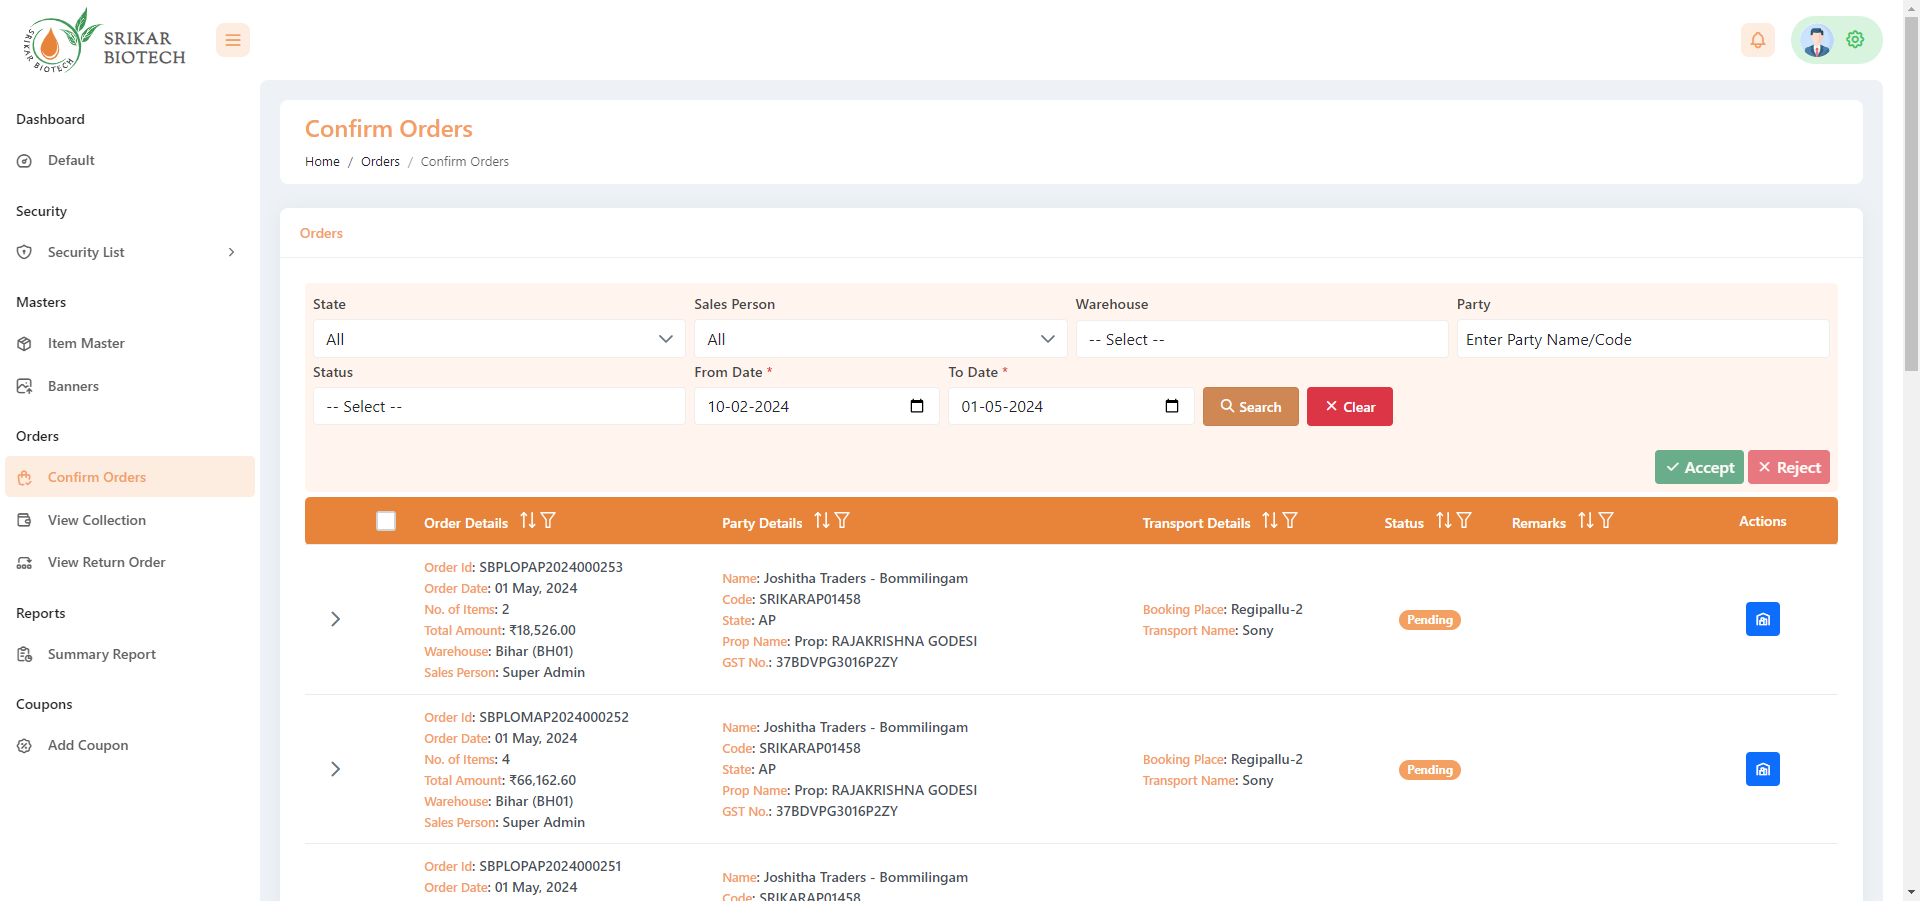 SRIKAR BIOTECH
SRIKAR
BIOTECH
Dashboard
Default
Security
Security List
Masters
Item Master
Banners
Orders
Confirm Orders
View Collection
View Return Order
Reports
Summary Report
Coupons
Add Coupon
Confirm Orders
Home / Orders / Confirm Orders
Orders
State Sales Person Warehouse Party
All All -- Select -- Enter Party Name/Code
Status From Date * To Date *
-- Select -- 10-02-2024 01-05-2024 Search Clear
Accept Reject
Order Details Party Details Transport Details Status Remarks Actions
Order Id: SBPLOPAP2024000253
Order Date: 01 May, 2024
No. of Items: 2
Total Amount: ₹18,526.00
Warehouse: Bihar (BH01)
Sales Person: Super Admin
Name: Joshitha Traders - Bommilingam
Code: SRIKARAP01458
State: AP
Prop Name: Prop: RAJAKRISHNA GODESI
GST No.: 37BDVPG3016P2ZY
Booking Place: Regipallu-2
Transport Name: Sony
Pending
Order Id: SBPLOMAP2024000252
Order Date: 01 May, 2024
No. of Items: 4
Total Amount: ₹66,162.60
Warehouse: Bihar (BH01)
Sales Person: Super Admin
Name: Joshitha Traders - Bommilingam
Code: SRIKARAP01458
State: AP
Prop Name: Prop: RAJAKRISHNA GODESI
GST No.: 37BDVPG3016P2ZY
Booking Place: Regipallu-2
Transport Name: Sony
Pending
Order Id: SBPLOPAP2024000251
Order Date: 01 May, 2024
Name: Joshitha Traders - Bommilingam
Code: SRIKARAP01458